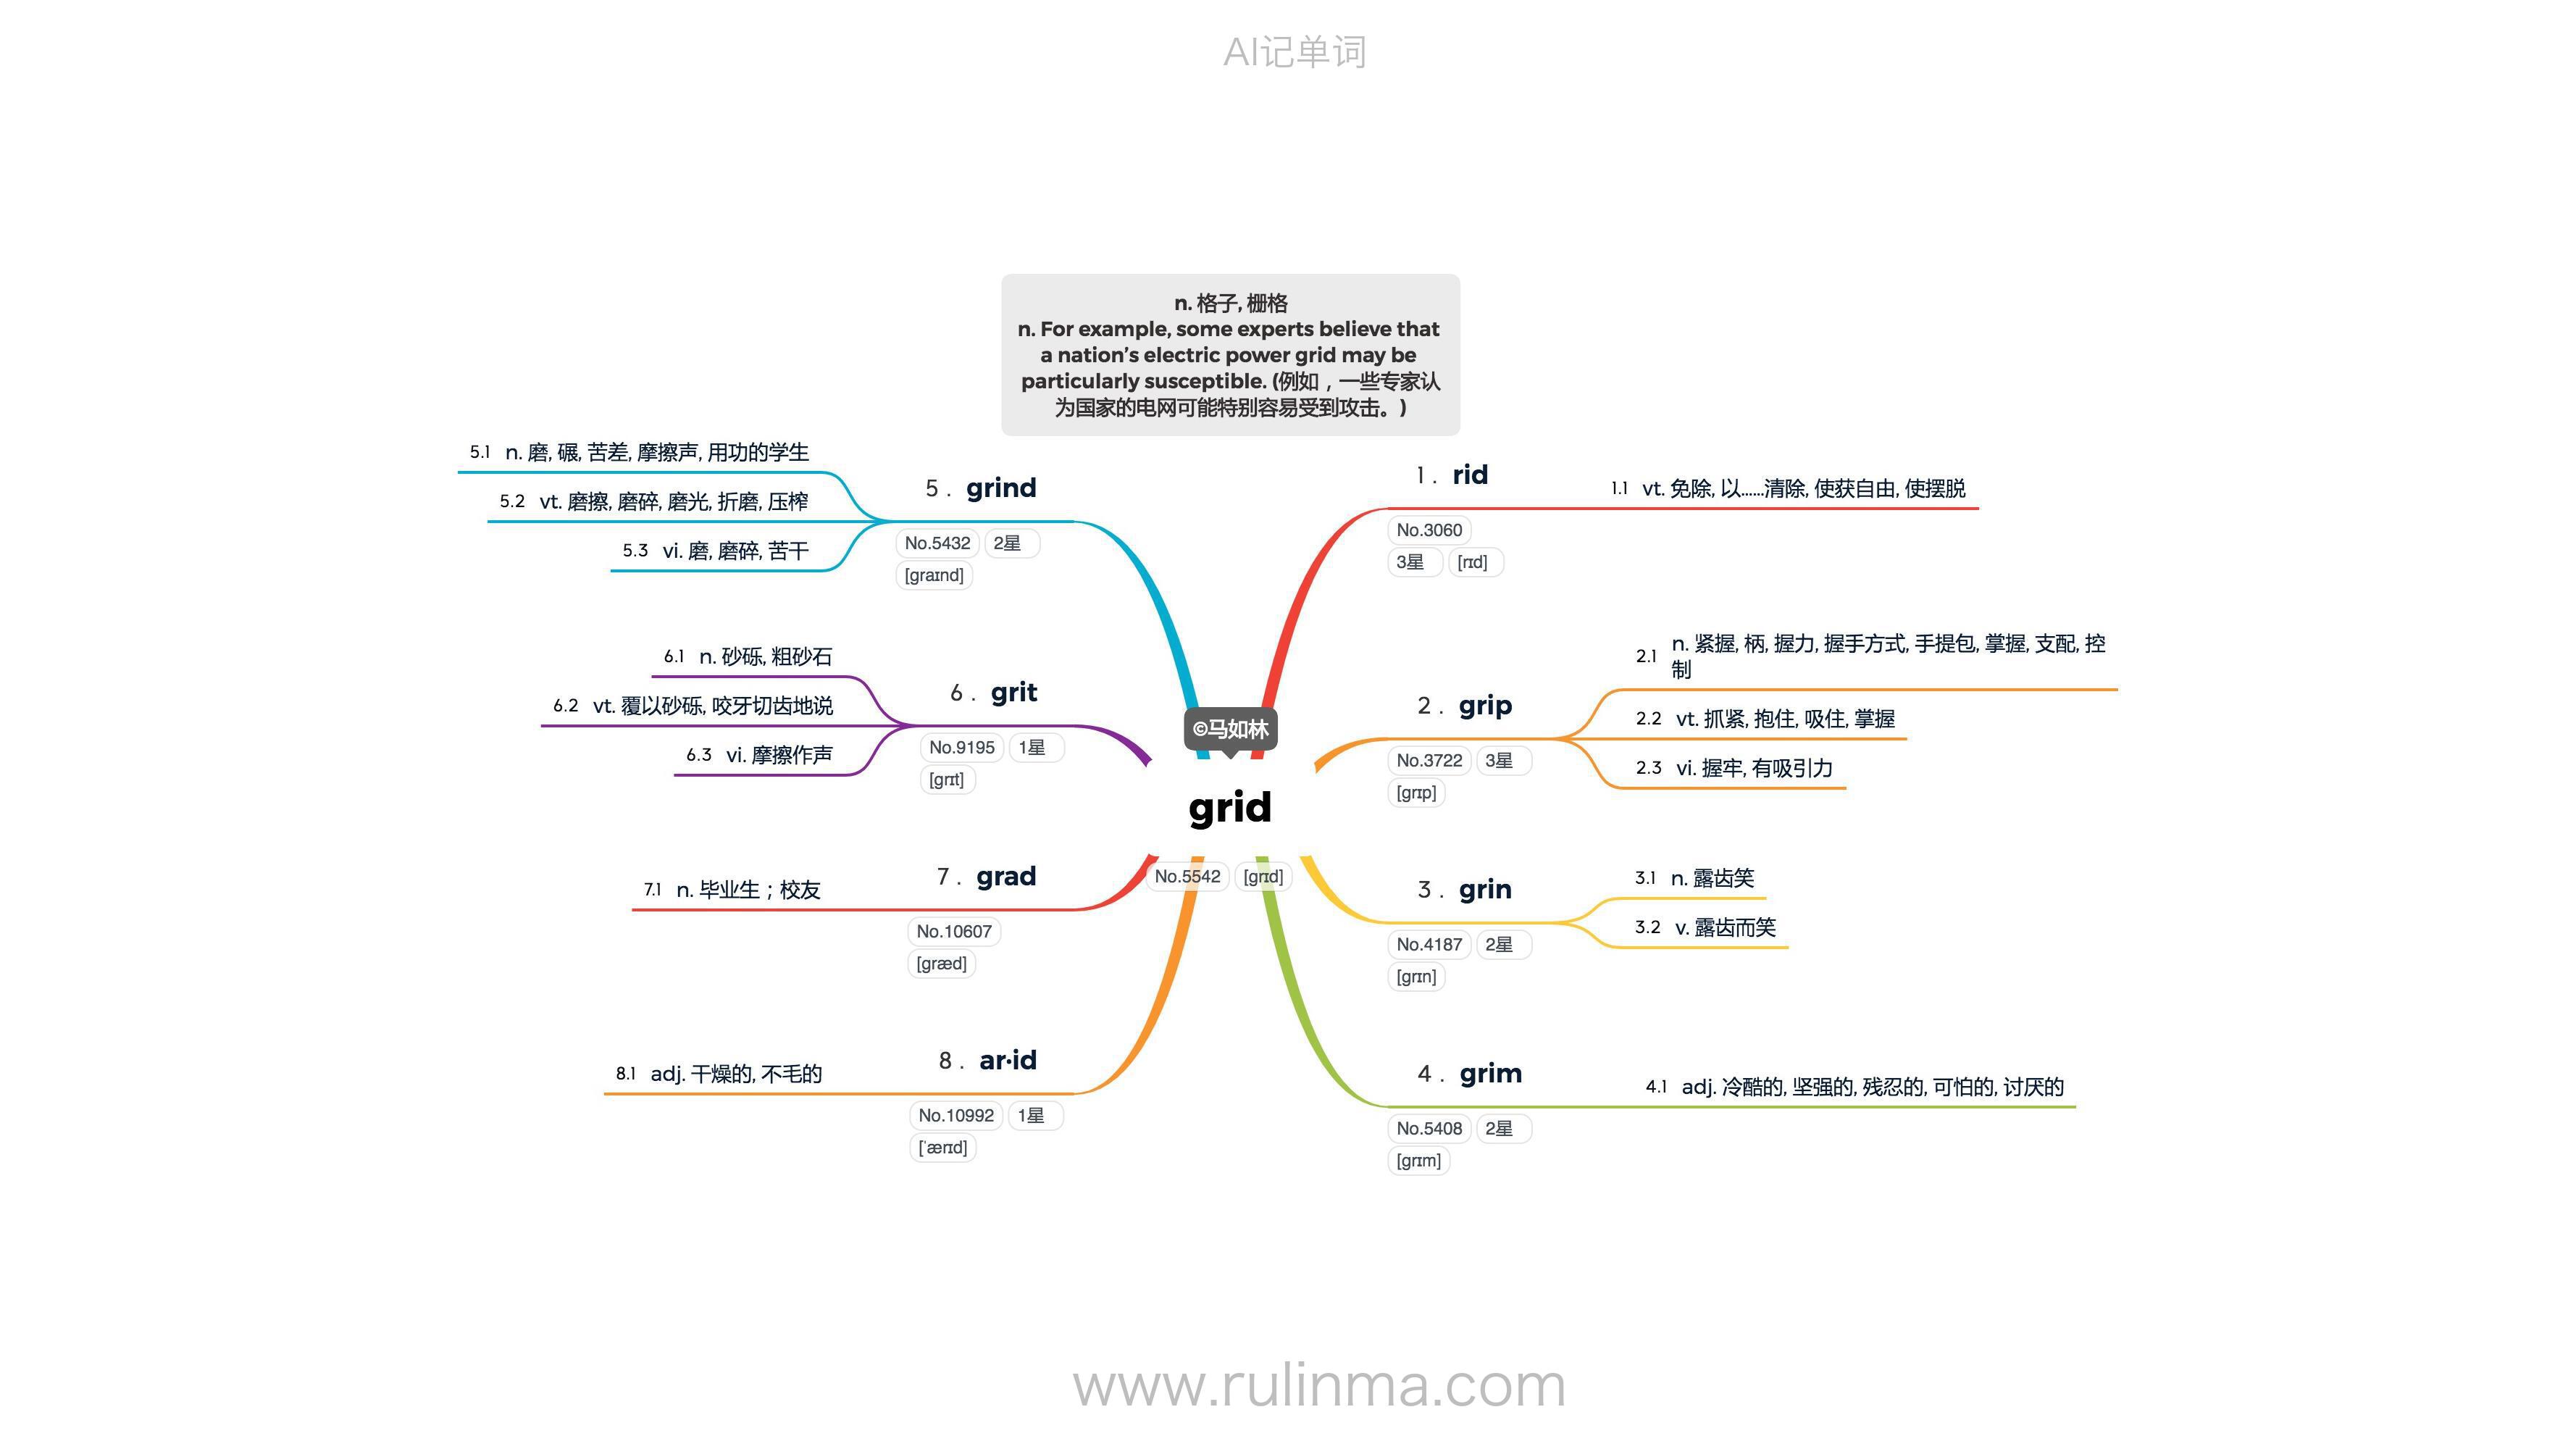 AI记单词
n. 格子, 栅格
n. For example, some experts believe that
a nation’s electric power grid may be
particularly susceptible. (例如，一些专家认
为国家的电网可能特别容易受到攻击。)
©马如林
grid
No.5542 [grɪd]
1. rid
No.3060
3星 [rɪd]
1.1 vt. 免除, 以......清除, 使获自由, 使摆脱
2. grip
No.3722 3星
[grɪp]
2.1 n. 紧握, 柄, 握力, 握手方式, 手提包, 掌握, 支配, 控
制
2.2 vt. 抓紧, 抱住, 吸住, 掌握
2.3 vi. 握牢, 有吸引力
3. grin
No.4187 2星
[grɪn]
3.1 n. 露齿笑
3.2 v. 露齿而笑
4. grim
No.5408 2星
[grɪm]
4.1 adj. 冷酷的, 坚强的, 残忍的, 可怕的, 讨厌的
5. grind
No.5432 2星
[graɪnd]
5.1 n. 磨, 碾, 苦差, 摩擦声, 用功的学生
5.2 vt. 磨擦, 磨碎, 磨光, 折磨, 压榨
5.3 vi. 磨, 磨碎, 苦干
6. grit
No.9195 1星
[grɪt]
6.1 n. 砂砾, 粗砂石
6.2 vt. 覆以砂砾, 咬牙切齿地说
6.3 vi. 摩擦作声
7. grad
No.10607
[græd]
7.1 n. 毕业生；校友
8. ar·id
No.10992 1星
[ˈærɪd]
8.1 adj. 干燥的, 不毛的
www.rulinma.com